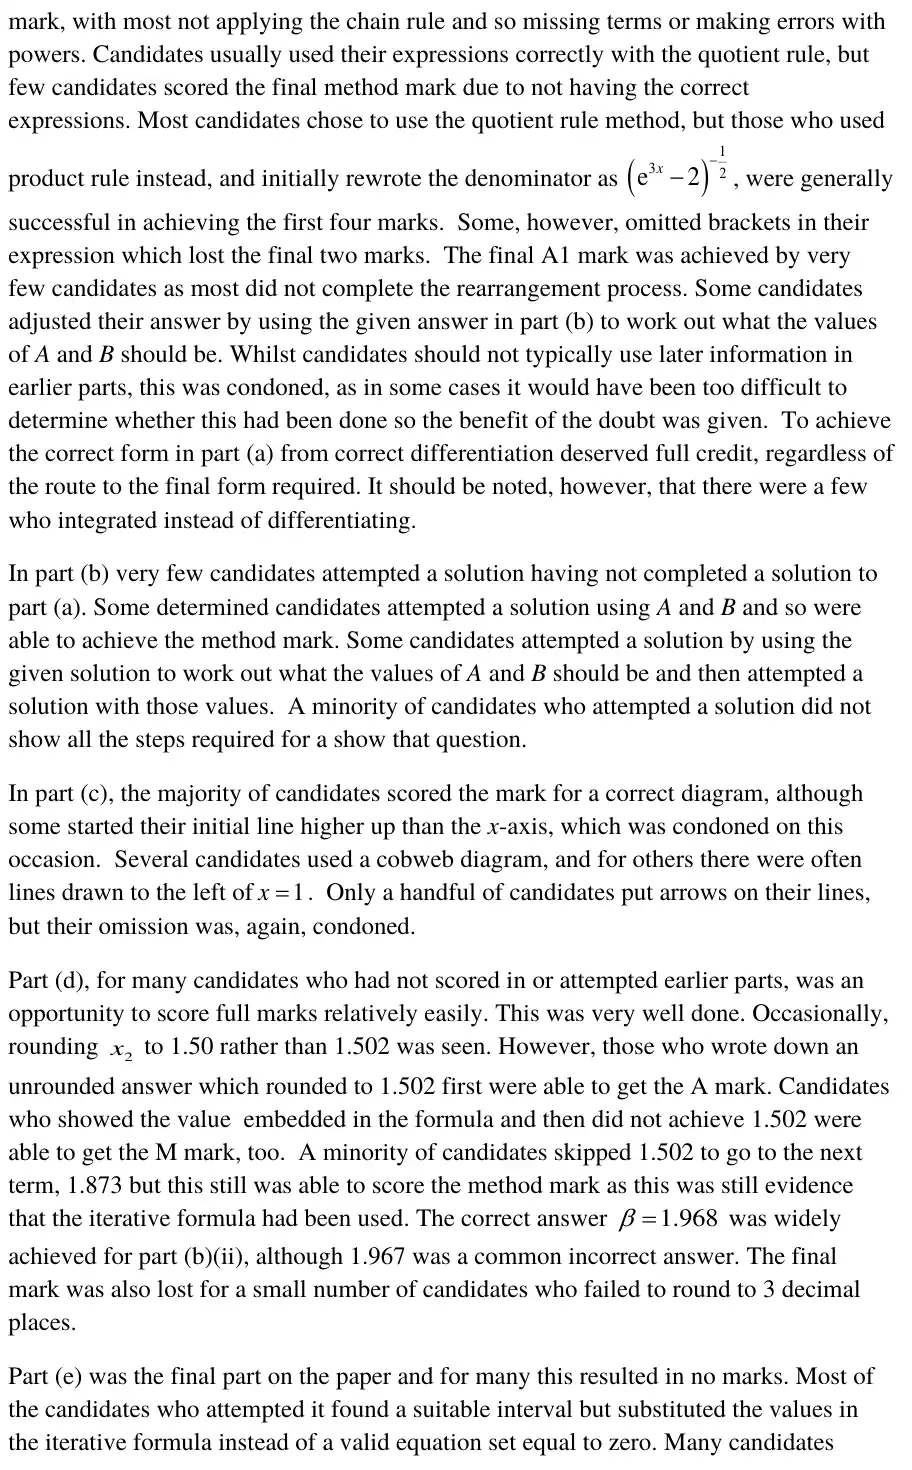 mark, with most not applying the chain rule and so missing terms or making errors with
powers. Candidates usually used their expressions correctly with the quotient rule, but
few candidates scored the final method mark due to not having the correct
expressions. Most candidates chose to use the quotient rule method, but those who used
product rule instead, and initially rewrote the denominator as (e^{3x} − 2)^{−1/2}, were generally
successful in achieving the first four marks.  Some, however, omitted brackets in their
expression which lost the final two marks.  The final A1 mark was achieved by very
few candidates as most did not complete the rearrangement process. Some candidates
adjusted their answer by using the given answer in part (b) to work out what the values
of A and B should be. Whilst candidates should not typically use later information in
earlier parts, this was condoned, as in some cases it would have been too difficult to
determine whether this had been done so the benefit of the doubt was given.  To achieve
the correct form in part (a) from correct differentiation deserved full credit, regardless of
the route to the final form required. It should be noted, however, that there were a few
who integrated instead of differentiating.
In part (b) very few candidates attempted a solution having not completed a solution to
part (a). Some determined candidates attempted a solution using A and B and so were
able to achieve the method mark. Some candidates attempted a solution by using the
given solution to work out what the values of A and B should be and then attempted a
solution with those values.  A minority of candidates who attempted a solution did not
show all the steps required for a show that question.
In part (c), the majority of candidates scored the mark for a correct diagram, although
some started their initial line higher up than the x-axis, which was condoned on this
occasion.  Several candidates used a cobweb diagram, and for others there were often
lines drawn to the left of x = 1.  Only a handful of candidates put arrows on their lines,
but their omission was, again, condoned.
Part (d), for many candidates who had not scored in or attempted earlier parts, was an
opportunity to score full marks relatively easily. This was very well done. Occasionally,
rounding x₂ to 1.50 rather than 1.502 was seen. However, those who wrote down an
unrounded answer which rounded to 1.502 first were able to get the A mark. Candidates
who showed the value  embedded in the formula and then did not achieve 1.502 were
able to get the M mark, too.  A minority of candidates skipped 1.502 to go to the next
term, 1.873 but this still was able to score the method mark as this was still evidence
that the iterative formula had been used. The correct answer β = 1.968 was widely
achieved for part (b)(ii), although 1.967 was a common incorrect answer. The final
mark was also lost for a small number of candidates who failed to round to 3 decimal
places.
Part (e) was the final part on the paper and for many this resulted in no marks. Most of
the candidates who attempted it found a suitable interval but substituted the values in
the iterative formula instead of a valid equation set equal to zero. Many candidates